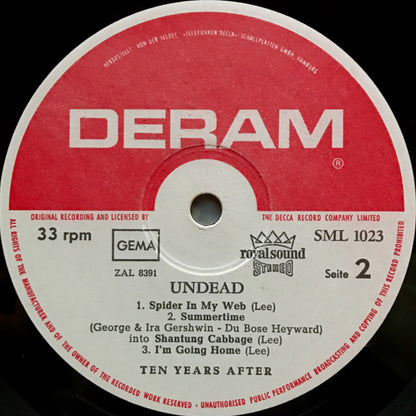 HERGESTELLT VON DER TELDEC »TELEFUNKEN-DECCA« SCHALLPLATTEN GMBH, HAMBURG
DERAM
®
ORIGINAL RECORDING AND LICENSED BY THE DECCA RECORD COMPANY LIMITED
33 rpm
GEMA
royalsound
STEREO
SML 1023
ZAL 8391
Seite 2
UNDEAD
1. Spider In My Web (Lee)
2. Summertime
(George & Ira Gershwin - Du Bose Heyward)
into Shantung Cabbage (Lee)
3. I'm Going Home (Lee)
TEN YEARS AFTER
ALL RIGHTS OF THE MANUFACTURER AND OF THE OWNER OF THE RECORDED WORK RESERVED - UNAUTHORISED PUBLIC PERFORMANCE BROADCASTING AND COPYING OF THIS RECORD PROHIBITED